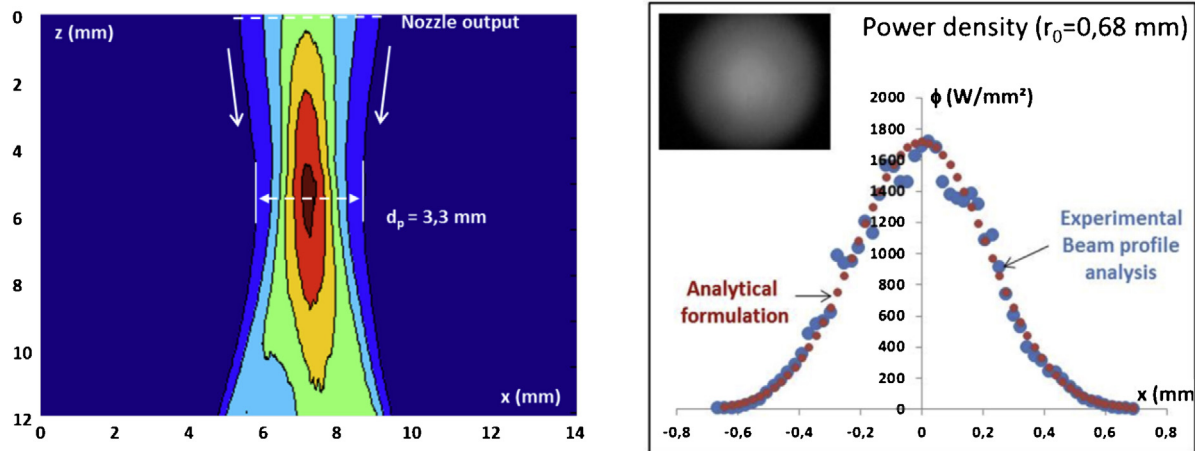 0
2
4
6
8
10
12
z (mm)
Nozzle output
d_p = 3,3 mm
x (mm)
0 2 4 6 8 10 12 14
Power density (r₀=0,68 mm)
ϕ (W/mm²)
2000
1800
1600
1400
1200
1000
800
600
400
200
0
Experimental
Beam profile
analysis
Analytical
formulation
x (mm
-0,8 -0,6 -0,4 -0,2 0 0,2 0,4 0,6 0,8